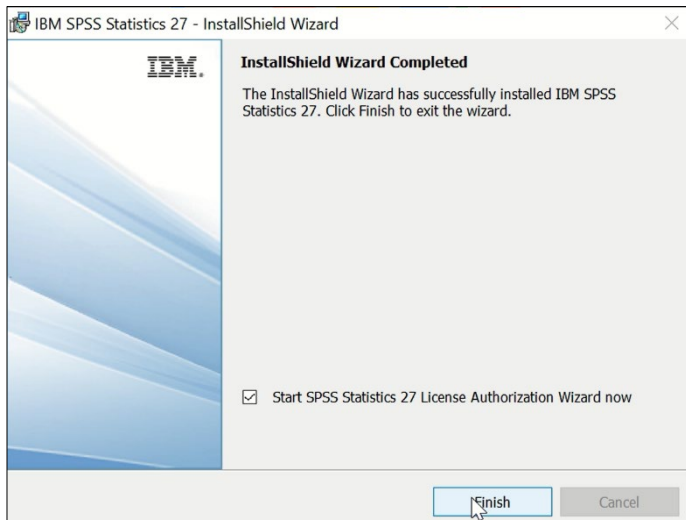 IBM SPSS Statistics 27 - InstallShield Wizard
IBM.
InstallShield Wizard Completed
The InstallShield Wizard has successfully installed IBM SPSS
Statistics 27. Click Finish to exit the wizard.
Start SPSS Statistics 27 License Authorization Wizard now
Finish
Cancel